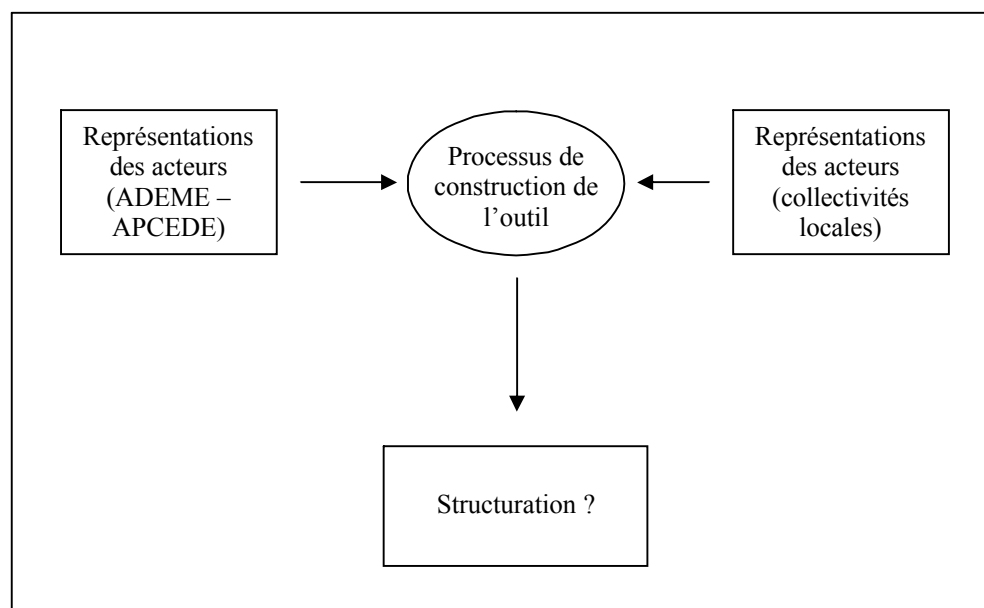 Représentations
des acteurs
(ADEME –
APCEDE)
Processus de
construction de
l’outil
Représentations
des acteurs
(collectivités
locales)
Structuration ?